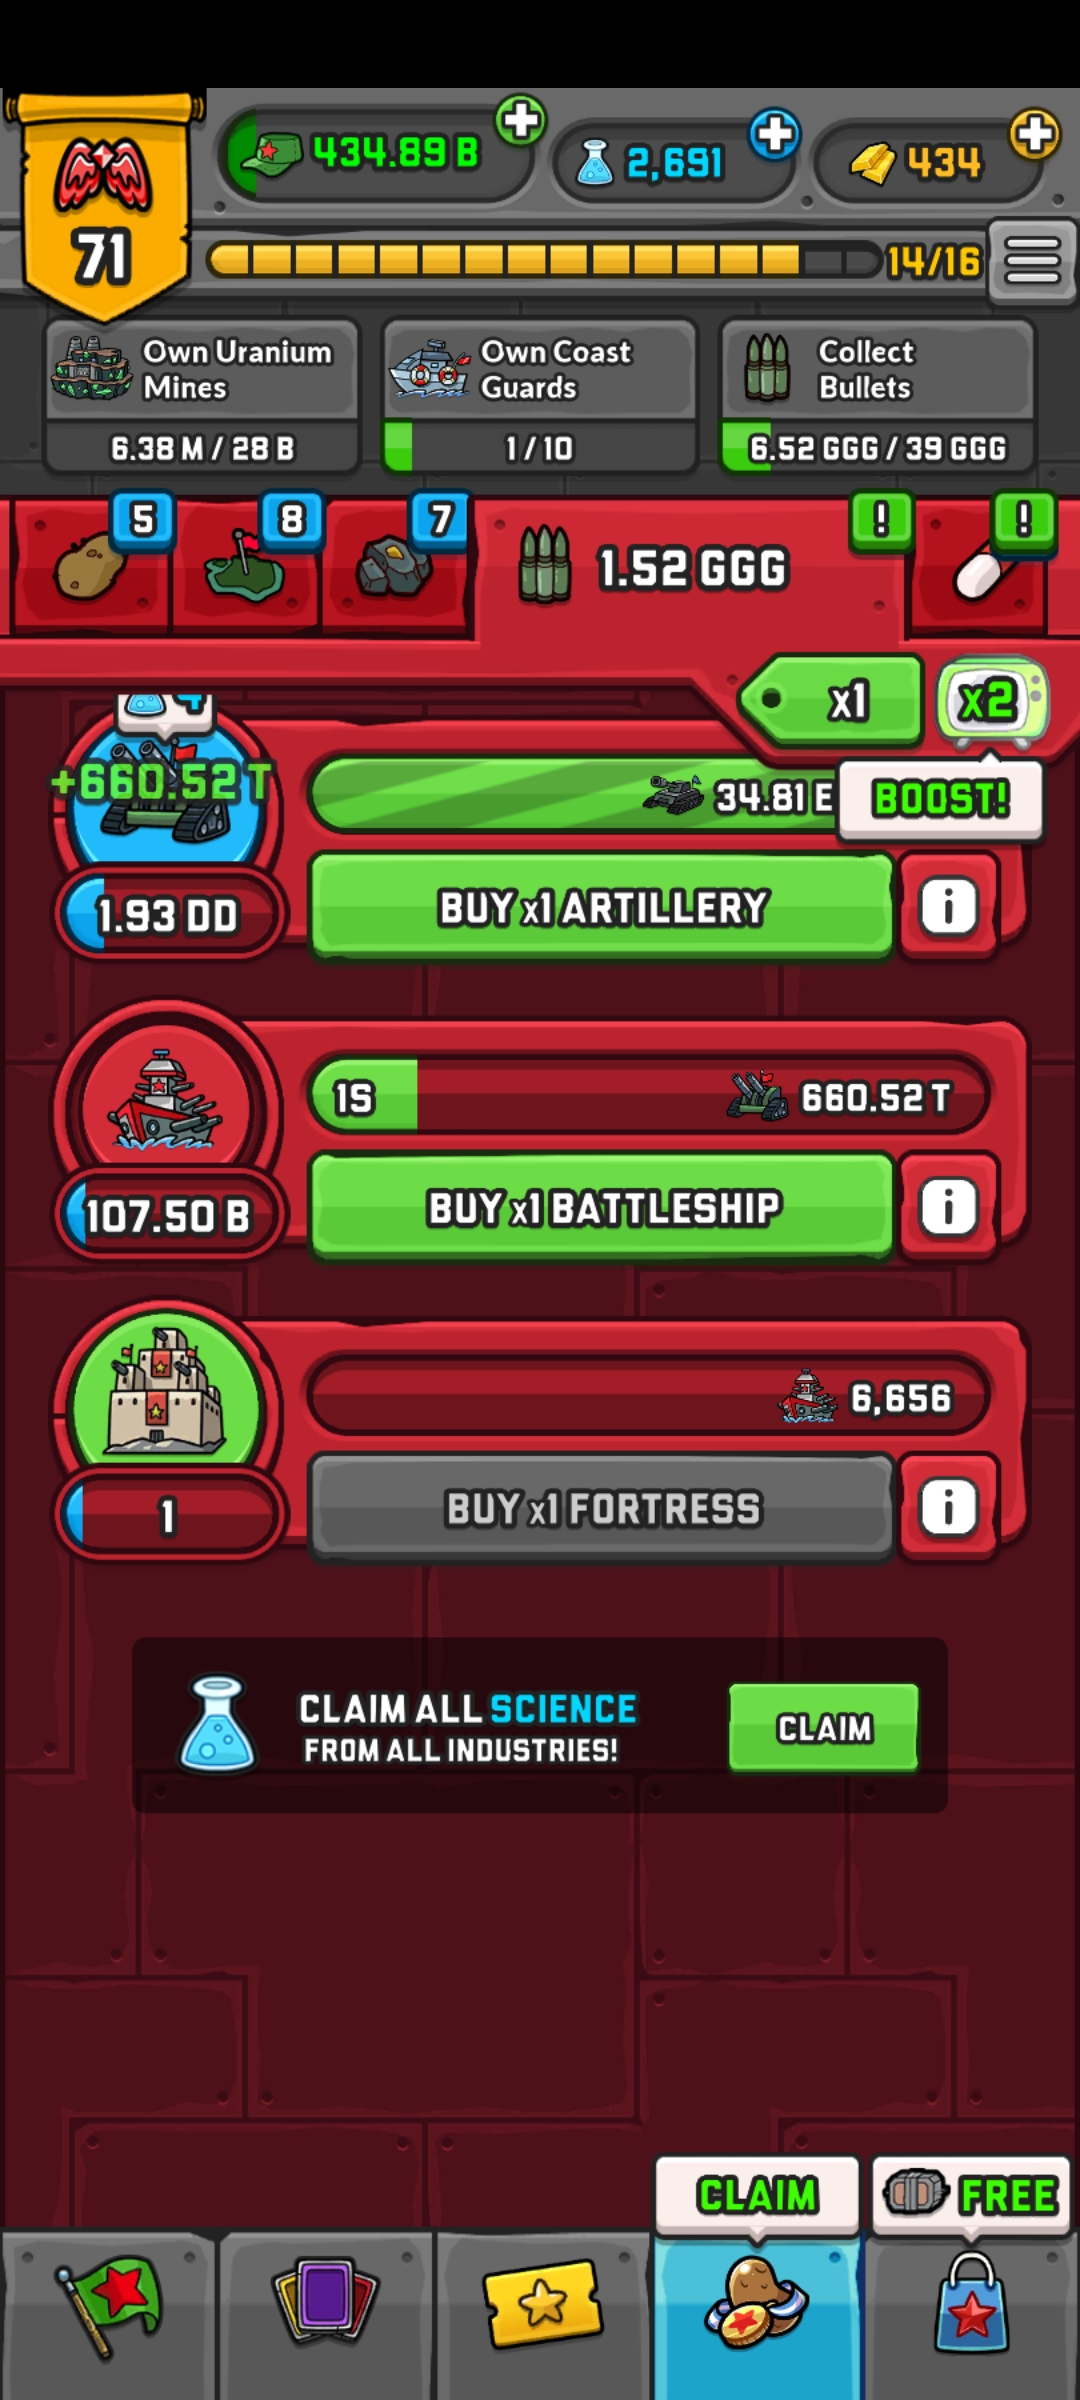 434.89 B
2,691
434
71
14/16
Own Uranium
Mines
6.38 M / 28 B
Own Coast
Guards
1 / 10
Collect
Bullets
6.52 GGG / 39 GGG
5
8
7
1.52 GGG
!
!
x1
x2
BOOST!
4
+660.52 T
34.81 E
1.93 DD
BUY x1 ARTILLERY
i
1S
660.52 T
107.50 B
BUY x1 BATTLESHIP
i
6,656
1
BUY x1 FORTRESS
i
CLAIM ALL SCIENCE
FROM ALL INDUSTRIES!
CLAIM
CLAIM
FREE